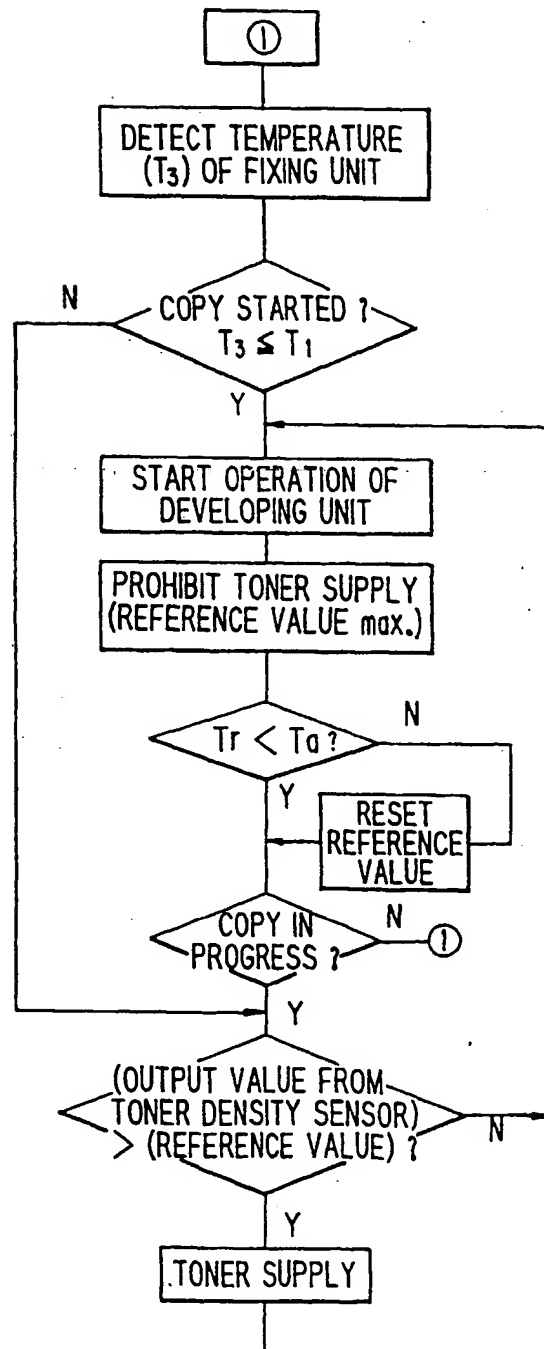 ①
DETECT TEMPERATURE
(T3) OF FIXING UNIT
N
COPY STARTED ?
T3 ≦ T1
Y
START OPERATION OF
DEVELOPING UNIT
PROHIBIT TONER SUPPLY
(REFERENCE VALUE max.)
N
Tr < Ta ?
Y
RESET
REFERENCE
VALUE
COPY IN
PROGRESS ?
N
①
Y
(OUTPUT VALUE FROM
TONER DENSITY SENSOR)
> (REFERENCE VALUE) ?
N
Y
TONER SUPPLY